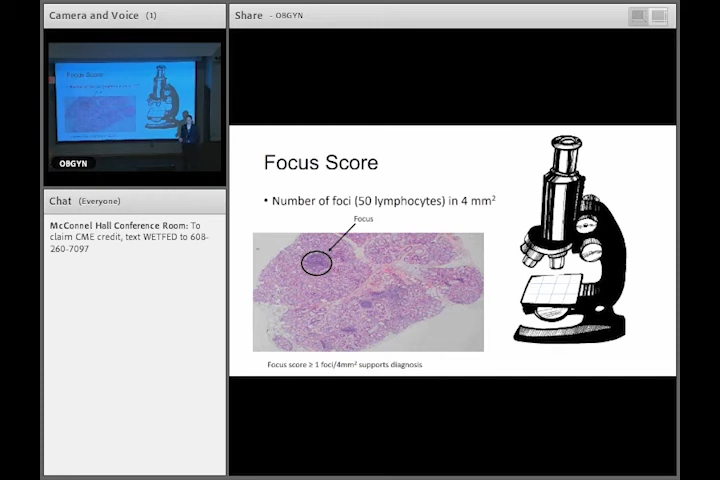 Camera and Voice (1)
Focus Score
OBGYN
Chat (Everyone)
McConnel Hall Conference Room: To
claim CME credit, text WETFED to 608-
260-7097
Share - OBGYN
Focus Score
• Number of foci (50 lymphocytes) in 4 mm²
Focus
Focus score ≥ 1 foci/4mm² supports diagnosis